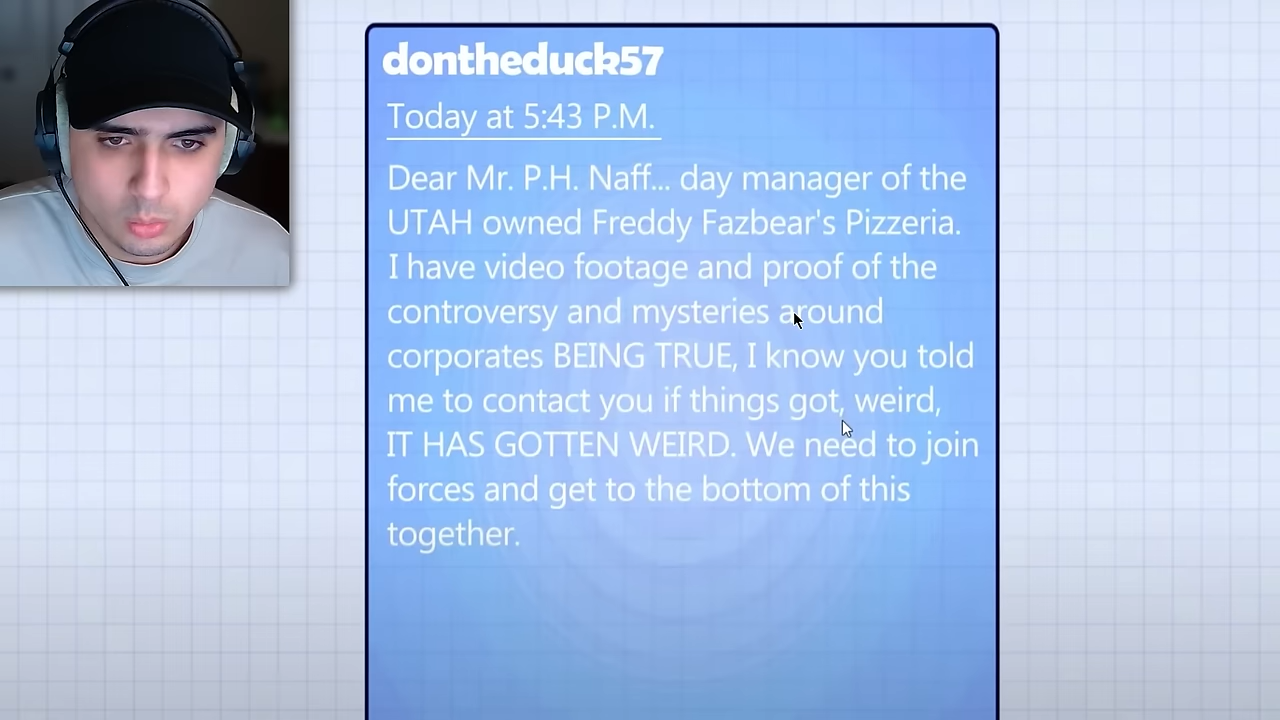 dontheduck57
Today at 5:43 P.M.
Dear Mr. P.H. Naff... day manager of the
UTAH owned Freddy Fazbear's Pizzeria.
I have video footage and proof of the
controversy and mysteries around
corporates BEING TRUE, I know you told
me to contact you if things got, weird,
IT HAS GOTTEN WEIRD. We need to join
forces and get to the bottom of this
together.